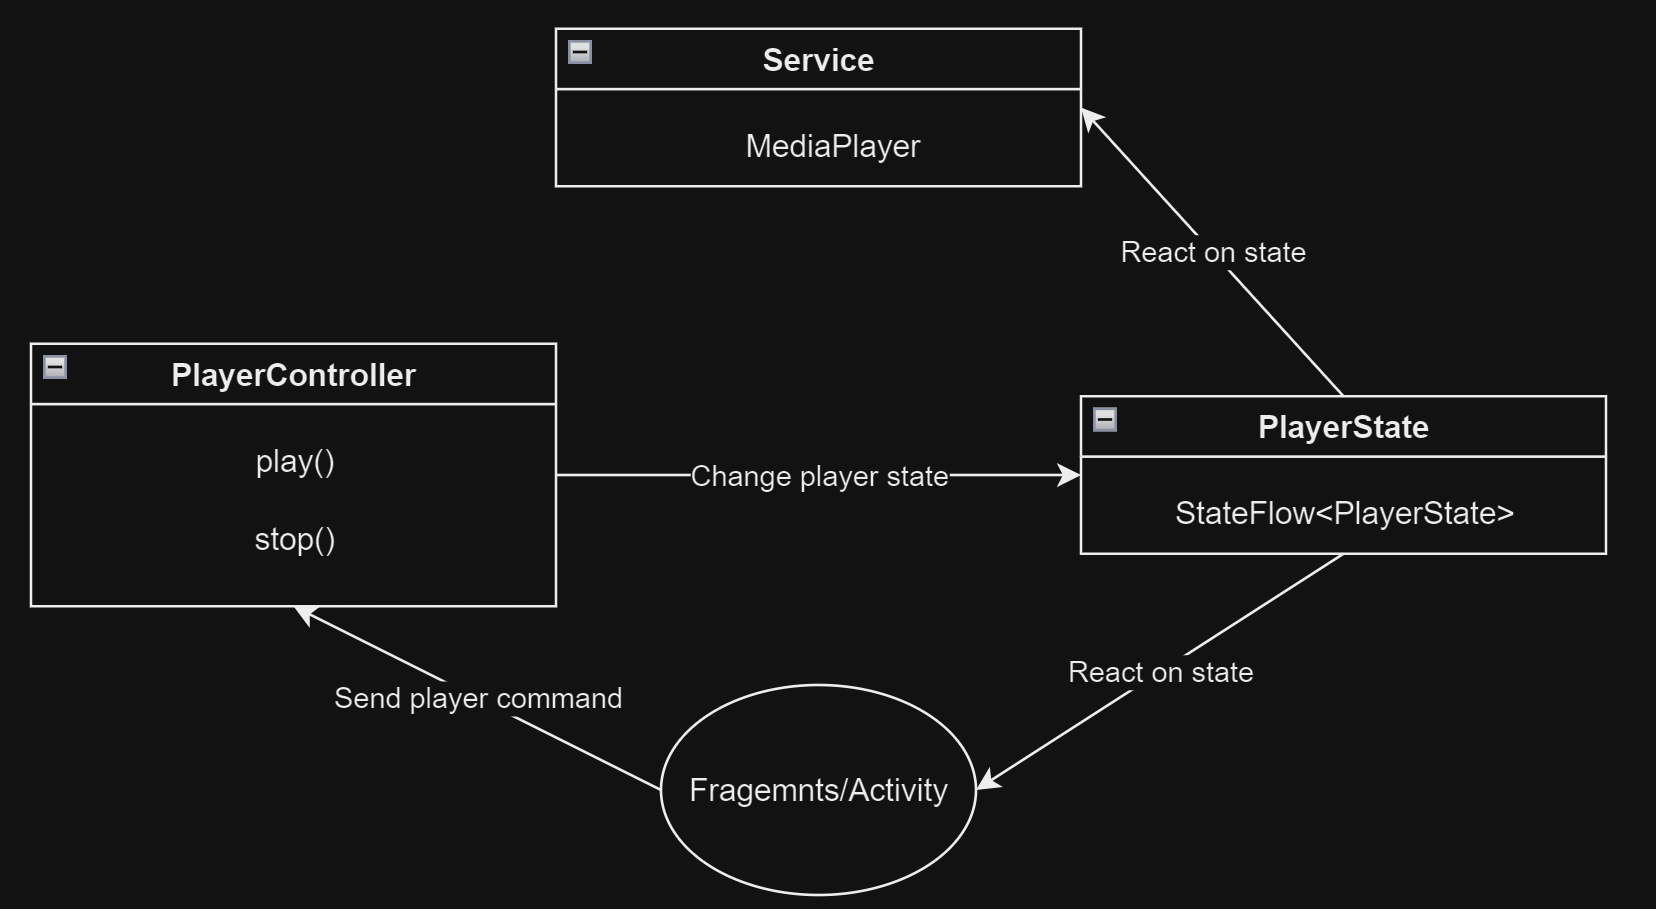 Service
MediaPlayer
React on state
PlayerController
play()
stop()
Change player state
PlayerState
StateFlow<PlayerState>
React on state
Send player command
Fragemnts/Activity